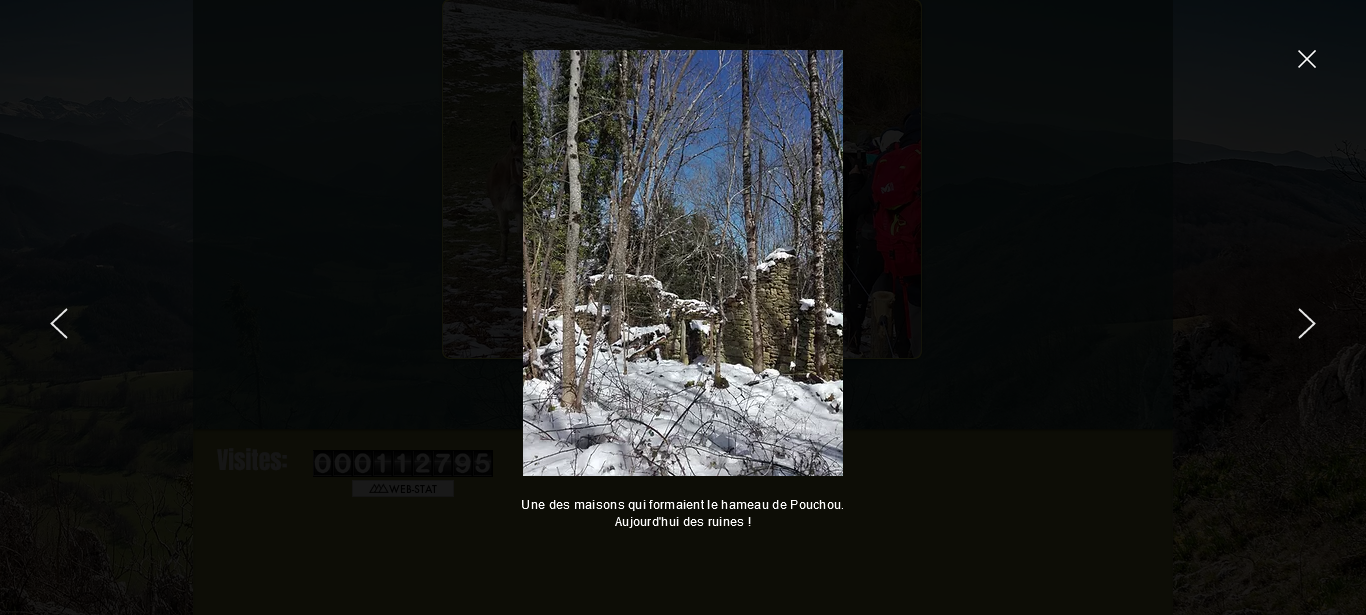 Visites:
000112795
WEB-STAT
Une des maisons qui formaient le hameau de Pouchou.
Aujourd'hui des ruines !